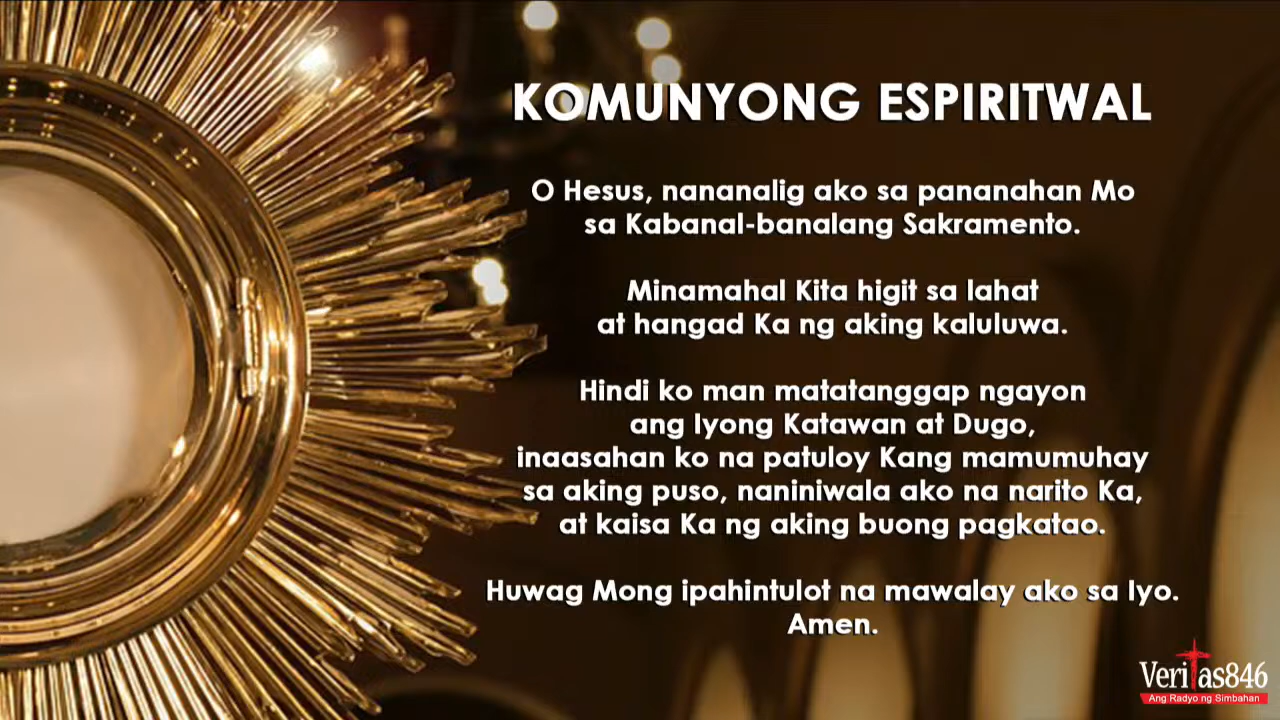 KOMUNYONG ESPIRITWAL
O Hesus, nananalig ako sa pananahan Mo
sa Kabanal-banalang Sakramento.
Minamahal Kita higit sa lahat
at hangad Ka ng aking kaluluwa.
Hindi ko man matatanggap ngayon
ang Iyong Katawan at Dugo,
inaasahan ko na patuloy Kang mamumuhay
sa aking puso, naniniwala ako na narito Ka,
at kaisa Ka ng aking buong pagkatao.
Huwag Mong ipahintulot na mawalay ako sa Iyo.
Amen.
Veritas846
Ang Radyo ng Simbahan